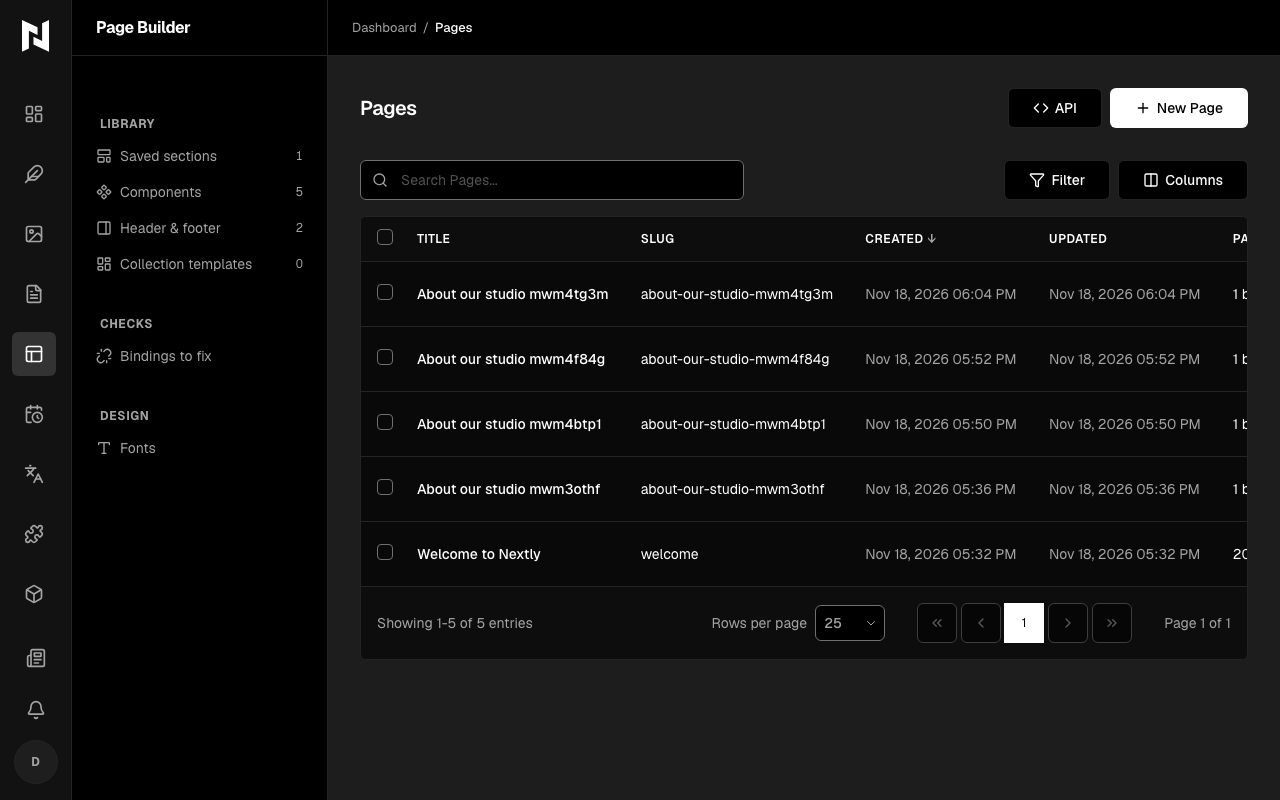 Page Builder
Dashboard / Pages
Pages
API
New Page
LIBRARY
Saved sections 1
Components 5
Header & footer 2
Collection templates 0
CHECKS
Bindings to fix
DESIGN
Fonts
Search Pages...
Filter
Columns
TITLE SLUG CREATED UPDATED
About our studio mwm4tg3m about-our-studio-mwm4tg3m Nov 18, 2026 06:04 PM Nov 18, 2026 06:04 PM 1
About our studio mwm4f84g about-our-studio-mwm4f84g Nov 18, 2026 05:52 PM Nov 18, 2026 05:52 PM 1
About our studio mwm4btp1 about-our-studio-mwm4btp1 Nov 18, 2026 05:50 PM Nov 18, 2026 05:50 PM 1
About our studio mwm3othf about-our-studio-mwm3othf Nov 18, 2026 05:36 PM Nov 18, 2026 05:36 PM 1
Welcome to Nextly welcome Nov 18, 2026 05:32 PM Nov 18, 2026 05:32 PM
Showing 1-5 of 5 entries Rows per page 25 1 Page 1 of 1
D